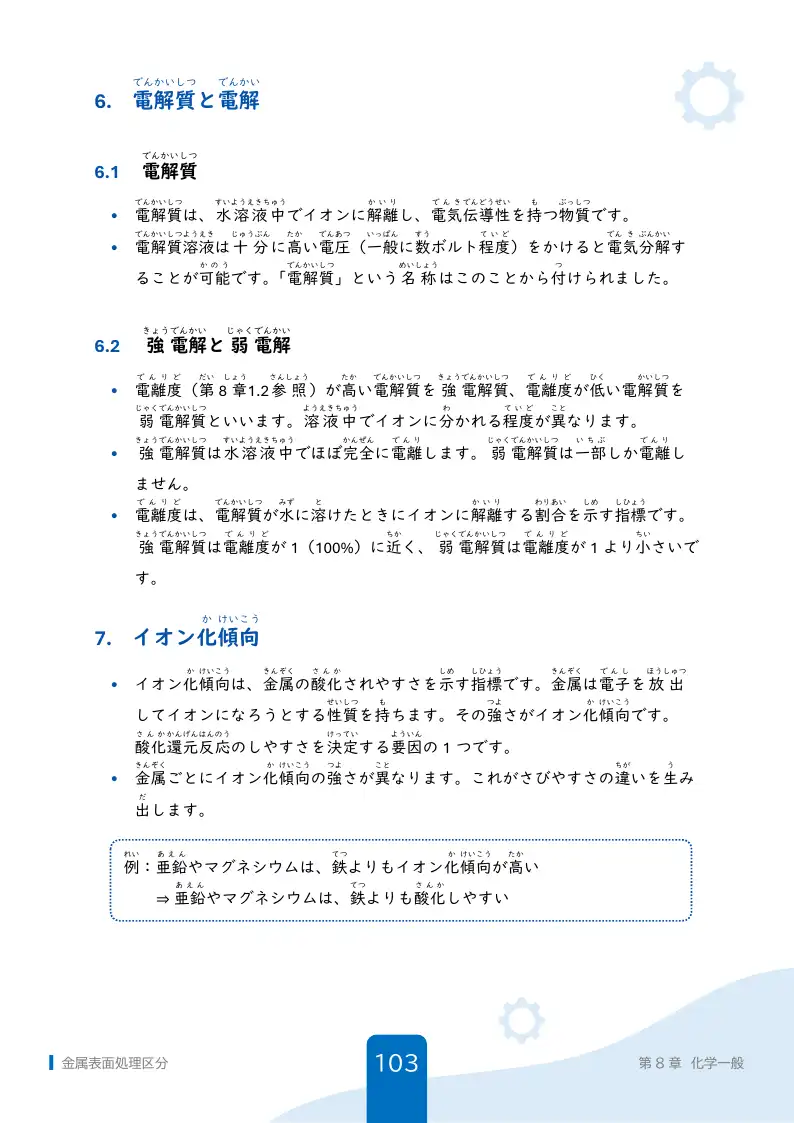 6. 電解質と電解
6.1 電解質
• 電解質は、水溶液中でイオンに解離し、電気伝導性を持つ物質です。
• 電解質溶液は十分に高い電圧（一般に数ボルト程度）をかけると電気分解す
ることが可能です。「電解質」という名称はこのことから付けられました。
6.2 強電解と弱電解
• 電離度（第8章1.2参照）が高い電解質を強電解質、電離度が低い電解質を
弱電解質といいます。溶液中でイオンに分かれる程度が異なります。
• 強電解質は水溶液中でほぼ完全に電離します。弱電解質は一部しか電離し
ません。
• 電離度は、電解質が水に溶けたときにイオンに解離する割合を示す指標です。
強電解質は電離度が1（100%）に近く、弱電解質は電離度が1より小さいで
す。
7. イオン化傾向
• イオン化傾向は、金属の酸化されやすさを示す指標です。金属は電子を放出
してイオンになろうとする性質を持ちます。その強さがイオン化傾向です。
酸化還元反応のしやすさを決定する要因の1つです。
• 金属ごとにイオン化傾向の強さが異なります。これがさびやすさの違いを生み
出します。
例：亜鉛やマグネシウムは、鉄よりもイオン化傾向が高い
⇒亜鉛やマグネシウムは、鉄よりも酸化しやすい
金属表面処理区分
103
第8章 化学一般